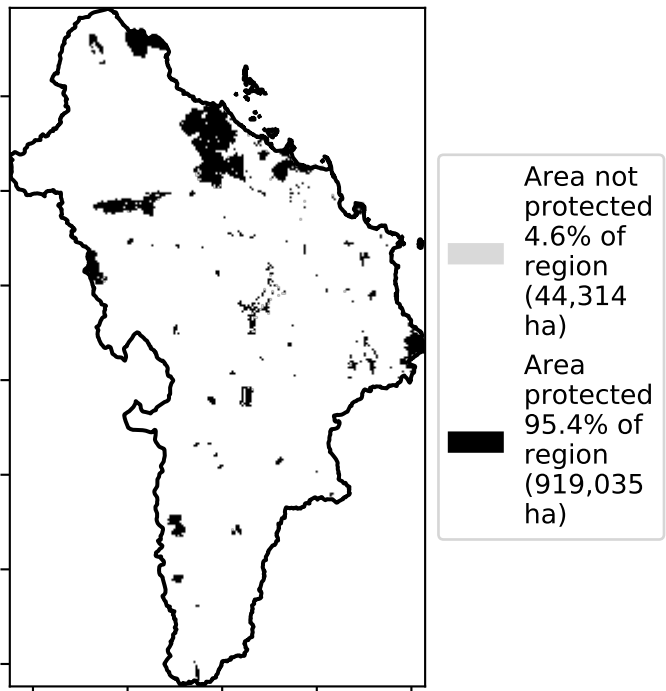 Area not
protected
4.6% of
region
(44,314
ha)
Area
protected
95.4% of
region
(919,035
ha)